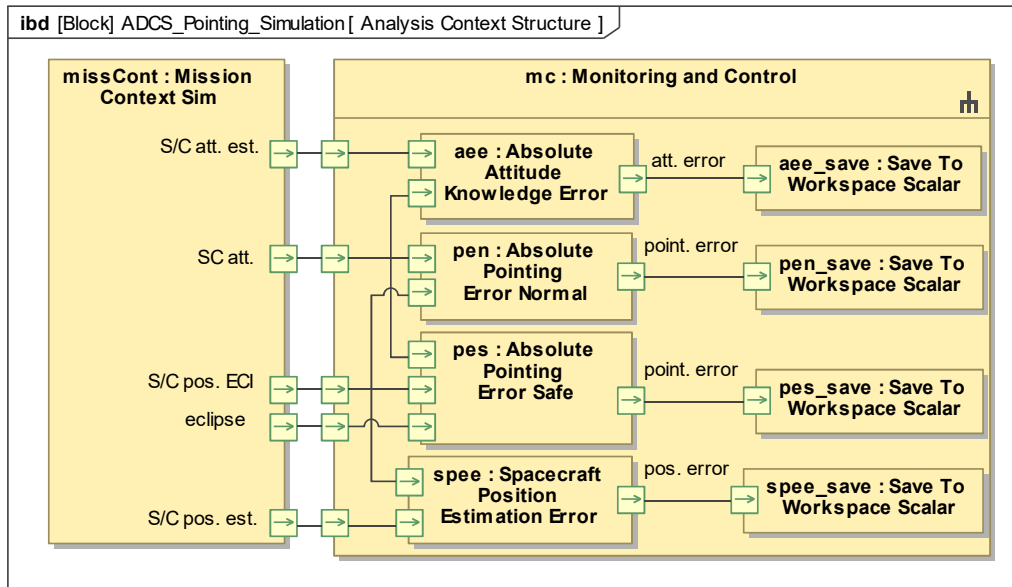 ibd [Block] ADCS_Pointing_Simulation [ Analysis Context Structure ]
missCont : Mission
Context Sim
S/C att. est.
SC att.
S/C pos. ECI
eclipse
S/C pos. est.
mc : Monitoring and Control
aee : Absolute
Attitude
Knowledge Error
att. error
aee_save : Save To
Workspace Scalar
pen : Absolute
Pointing
Error Normal
point. error
pen_save : Save To
Workspace Scalar
pes : Absolute
Pointing
Error Safe
point. error
pes_save : Save To
Workspace Scalar
spee : Spacecraft
Position
Estimation Error
pos. error
spee_save : Save To
Workspace Scalar